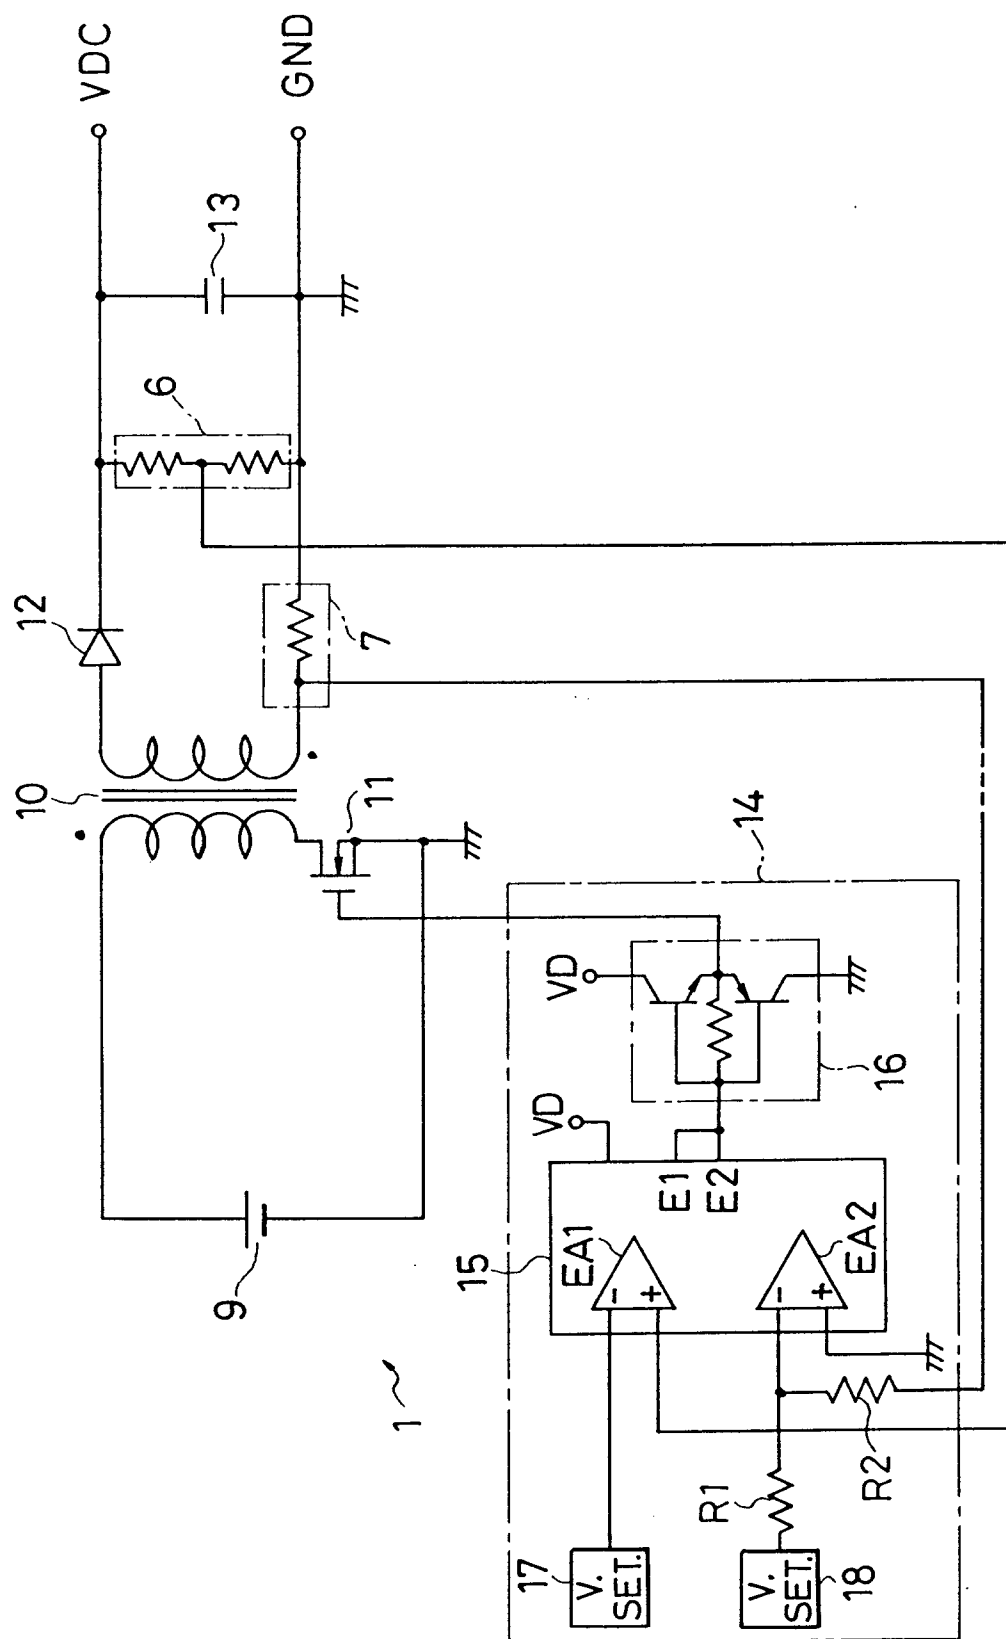 VDC
GND
13
6
12
7
10
11
14
VD
16
VD
E1
E2
15
EA1
EA2
-
+
-
+
9
1
R1
R2
17
V.
SET.
V.
SET.
18